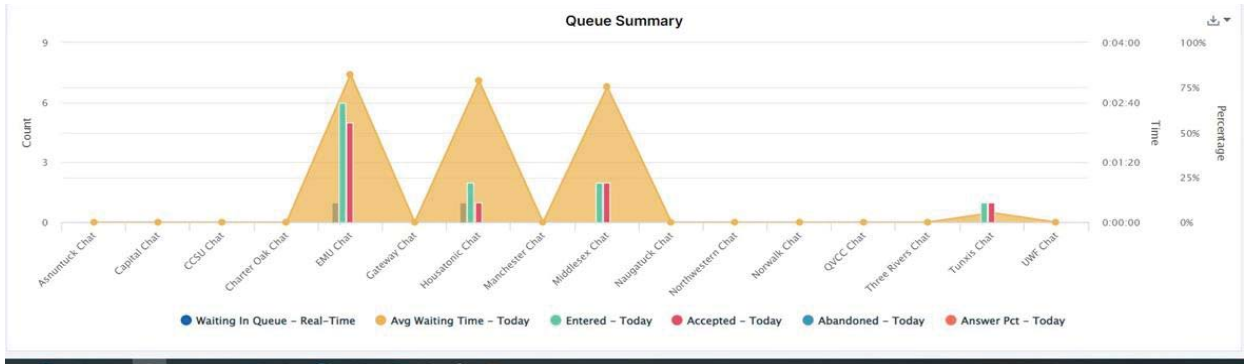 Queue Summary
9
6
3
0
Count
0:04:00
0:02:40
0:01:20
0:00:00
Time
100%
75%
50%
25%
0%
Percentage
Asnuntuck Chat
Capital Chat
CCSU Chat
Charter Oak Chat
EMU Chat
Gateway Chat
Housatonic Chat
Manchester Chat
Middlesex Chat
Naugatuck Chat
Northwestern Chat
Norwalk Chat
QVCC Chat
Three Rivers Chat
Tunxis Chat
UWF Chat
Waiting In Queue - Real-Time Avg Waiting Time - Today Entered - Today Accepted - Today Abandoned - Today Answer Pct - Today